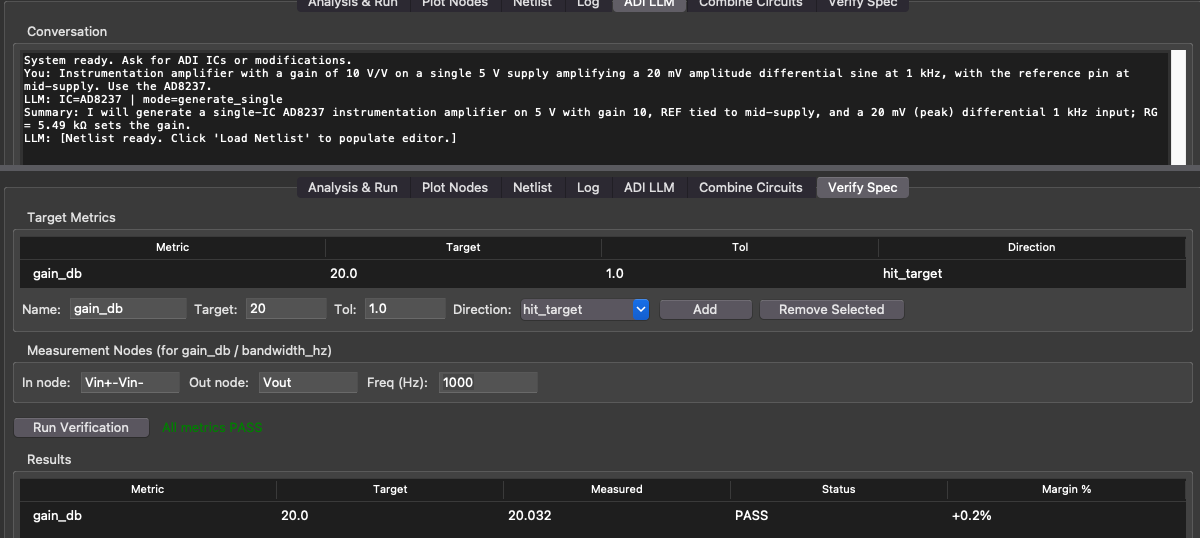 Analysis & Run Plot Nodes Netlist Log ADI LLM Combine Circuits Verify Spec
Conversation
System ready. Ask for ADI ICs or modifications.
You: Instrumentation amplifier with a gain of 10 V/V on a single 5 V supply amplifying a 20 mV amplitude differential sine at 1 kHz, with the reference pin at
mid-supply. Use the AD8237.
LLM: IC=AD8237 | mode=generate_single
Summary: I will generate a single-IC AD8237 instrumentation amplifier on 5 V with gain 10, REF tied to mid-supply, and a 20 mV (peak) differential 1 kHz input; RG
= 5.49 kΩ sets the gain.
LLM: [Netlist ready. Click 'Load Netlist' to populate editor.]
Analysis & Run Plot Nodes Netlist Log ADI LLM Combine Circuits Verify Spec
Target Metrics
Metric Target Tol Direction
gain_db 20.0 1.0 hit_target
Name: gain_db Target: 20 Tol: 1.0 Direction: hit_target Add Remove Selected
Measurement Nodes (for gain_db / bandwidth_hz)
In node: Vin+-Vin- Out node: Vout Freq (Hz): 1000
Run Verification All metrics PASS
Results
Metric Target Measured Status Margin %
gain_db 20.0 20.032 PASS +0.2%